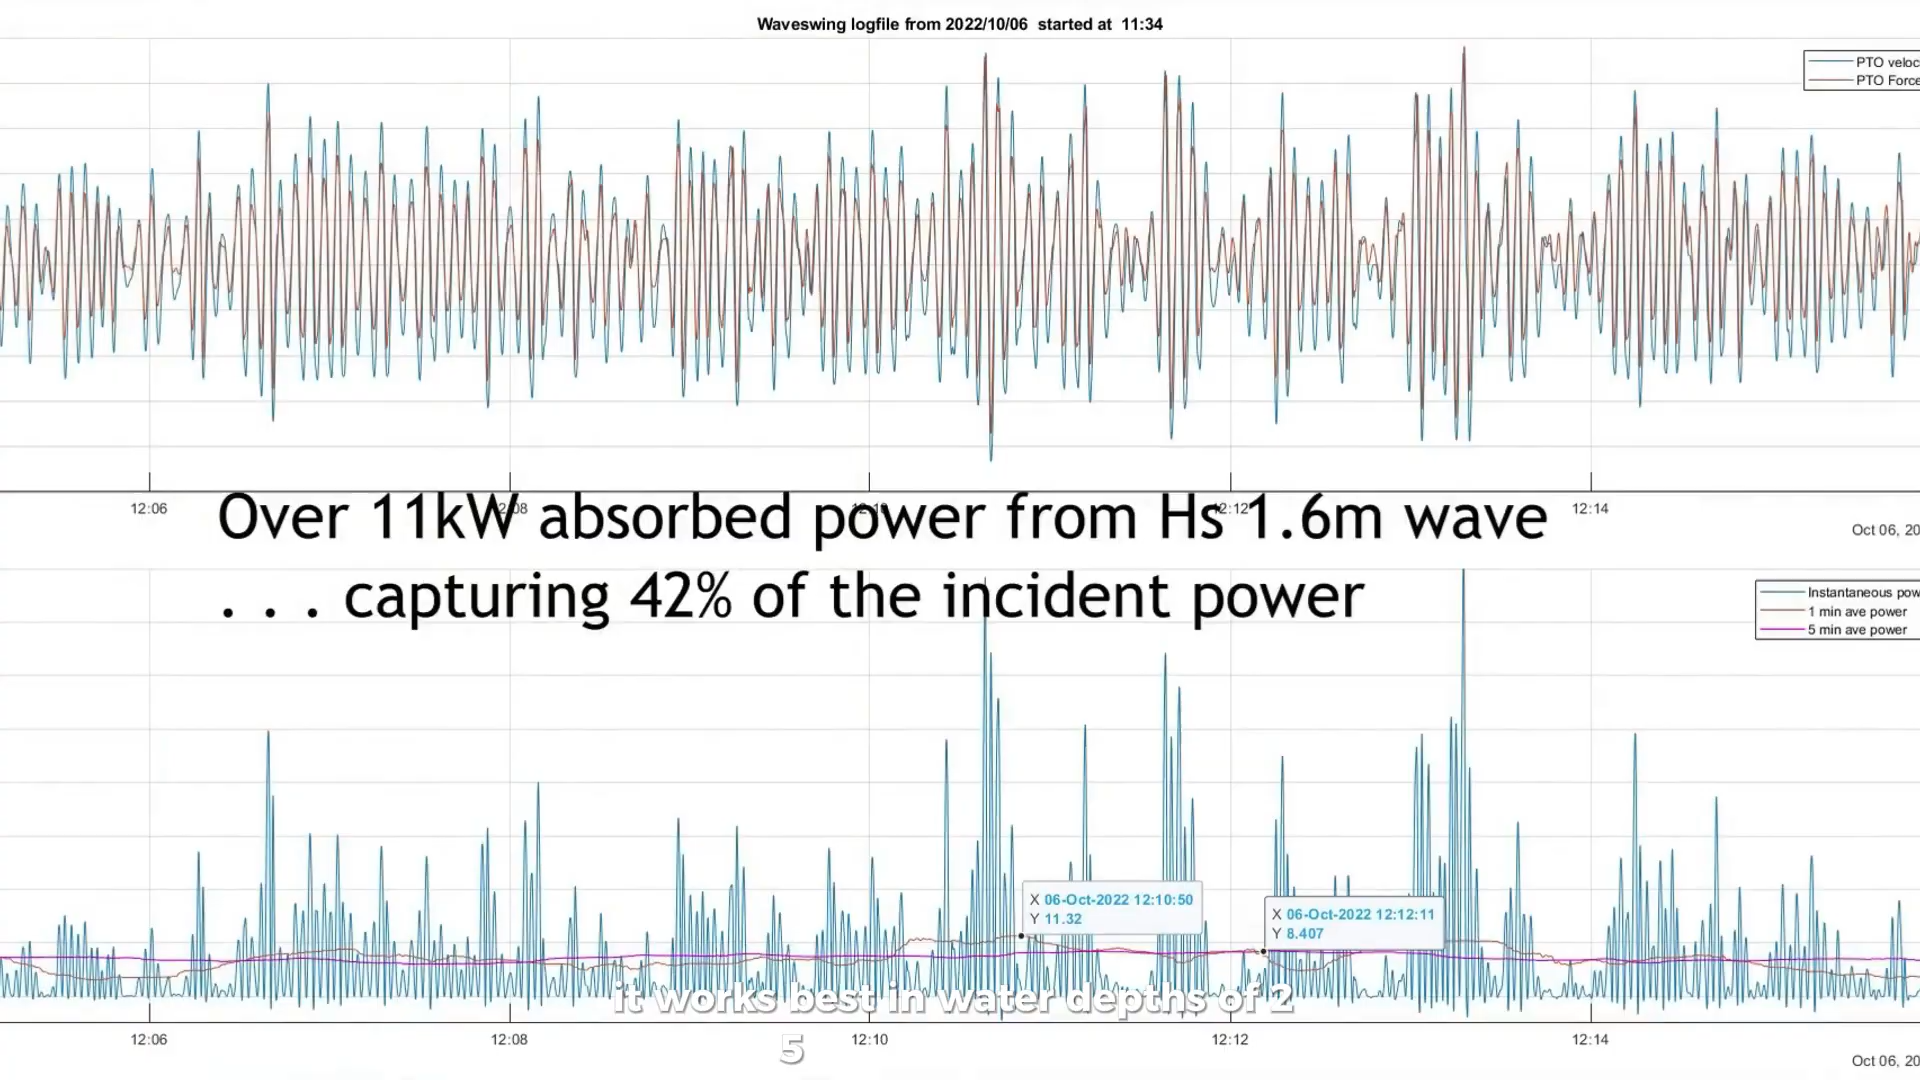 Waveswing logfile from 2022/10/06 started at 11:34
PTO veloc
PTO Force
12:06
12:08
12:10
12:12
12:14
Oct 06, 20
Over 11kW absorbed power from Hs 1.6m wave
. . . capturing 42% of the incident power
Instantaneous pow
1 min ave power
5 min ave power
X 06-Oct-2022 12:10:50
Y 11.32
X 06-Oct-2022 12:12:11
Y 8.407
it works best in water depths of 2
5
12:06
12:08
12:10
12:12
12:14
Oct 06, 20